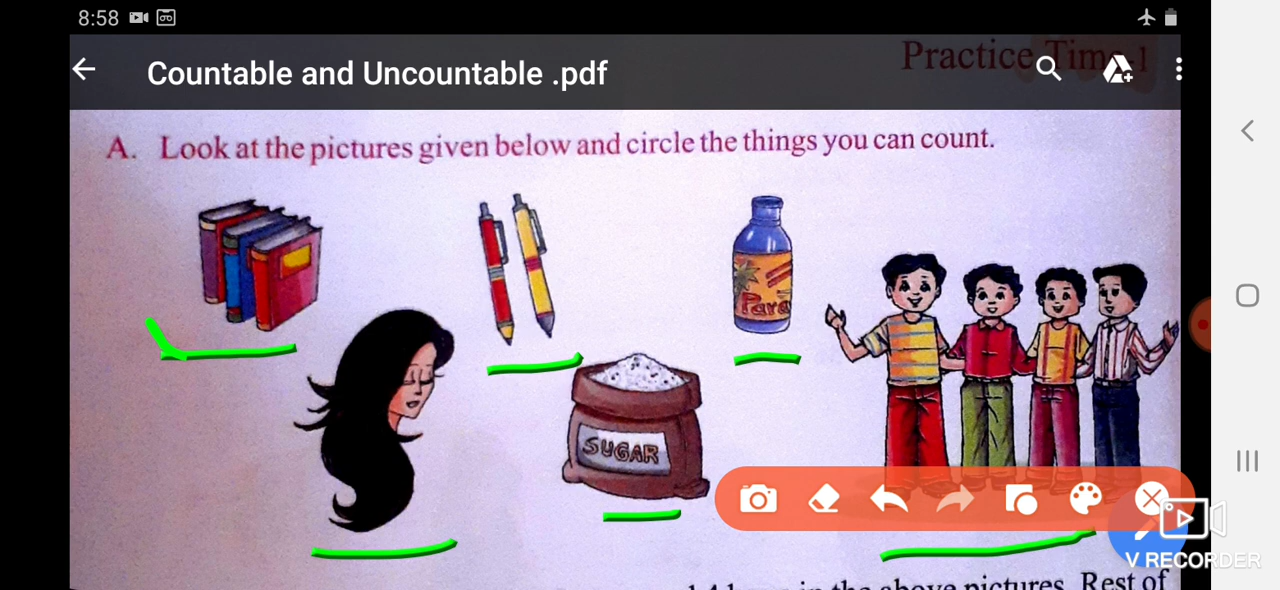 8:58
Practice Time-1
Countable and Uncountable .pdf
A. Look at the pictures given below and circle the things you can count.
Para
SUGAR
in the above pictures. Rest of
V RECORDER